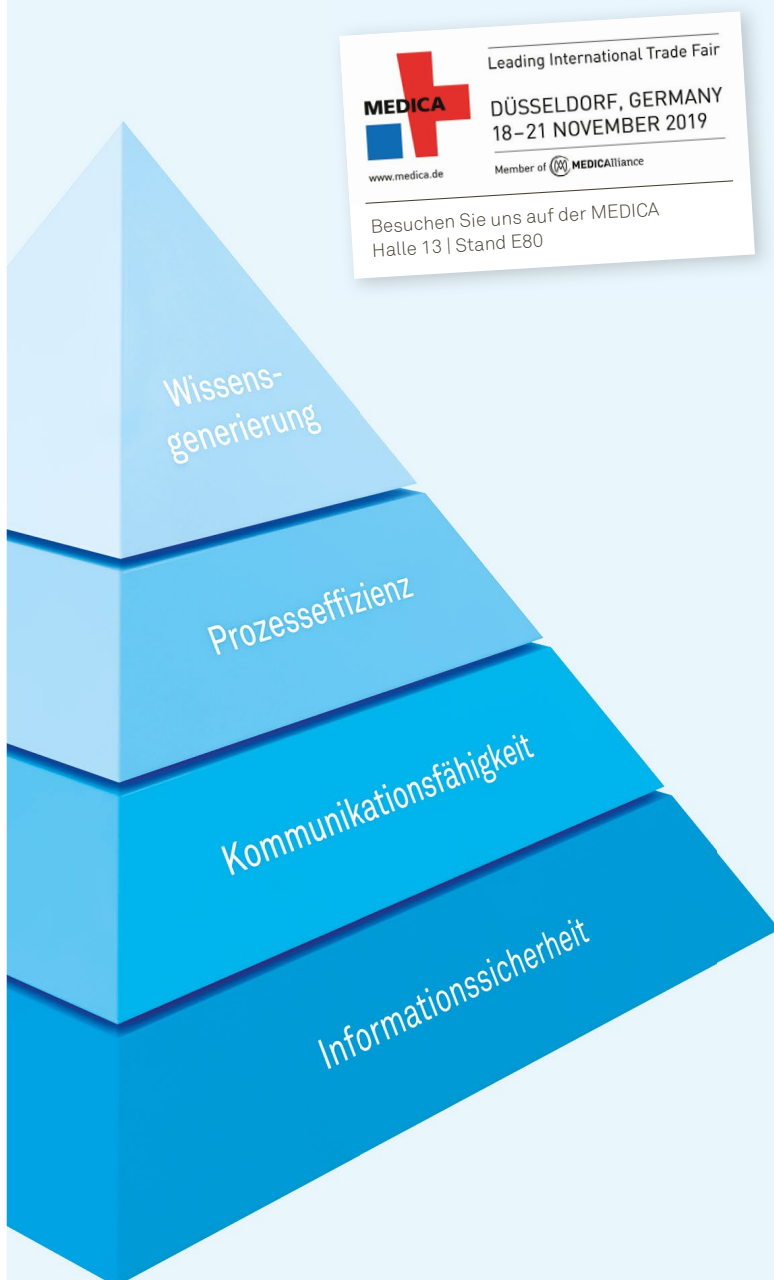 MEDICA
www.medica.de
Leading International Trade Fair
DÜSSELDORF, GERMANY
18–21 NOVEMBER 2019
Member of MEDICAlliance
Besuchen Sie uns auf der MEDICA
Halle 13 | Stand E80
Wissens-
generierung
Prozesseffizienz
Kommunikationsfähigkeit
Informationssicherheit